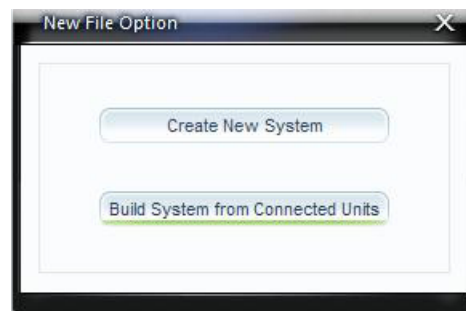 New File Option
Create New System
Build System from Connected Units